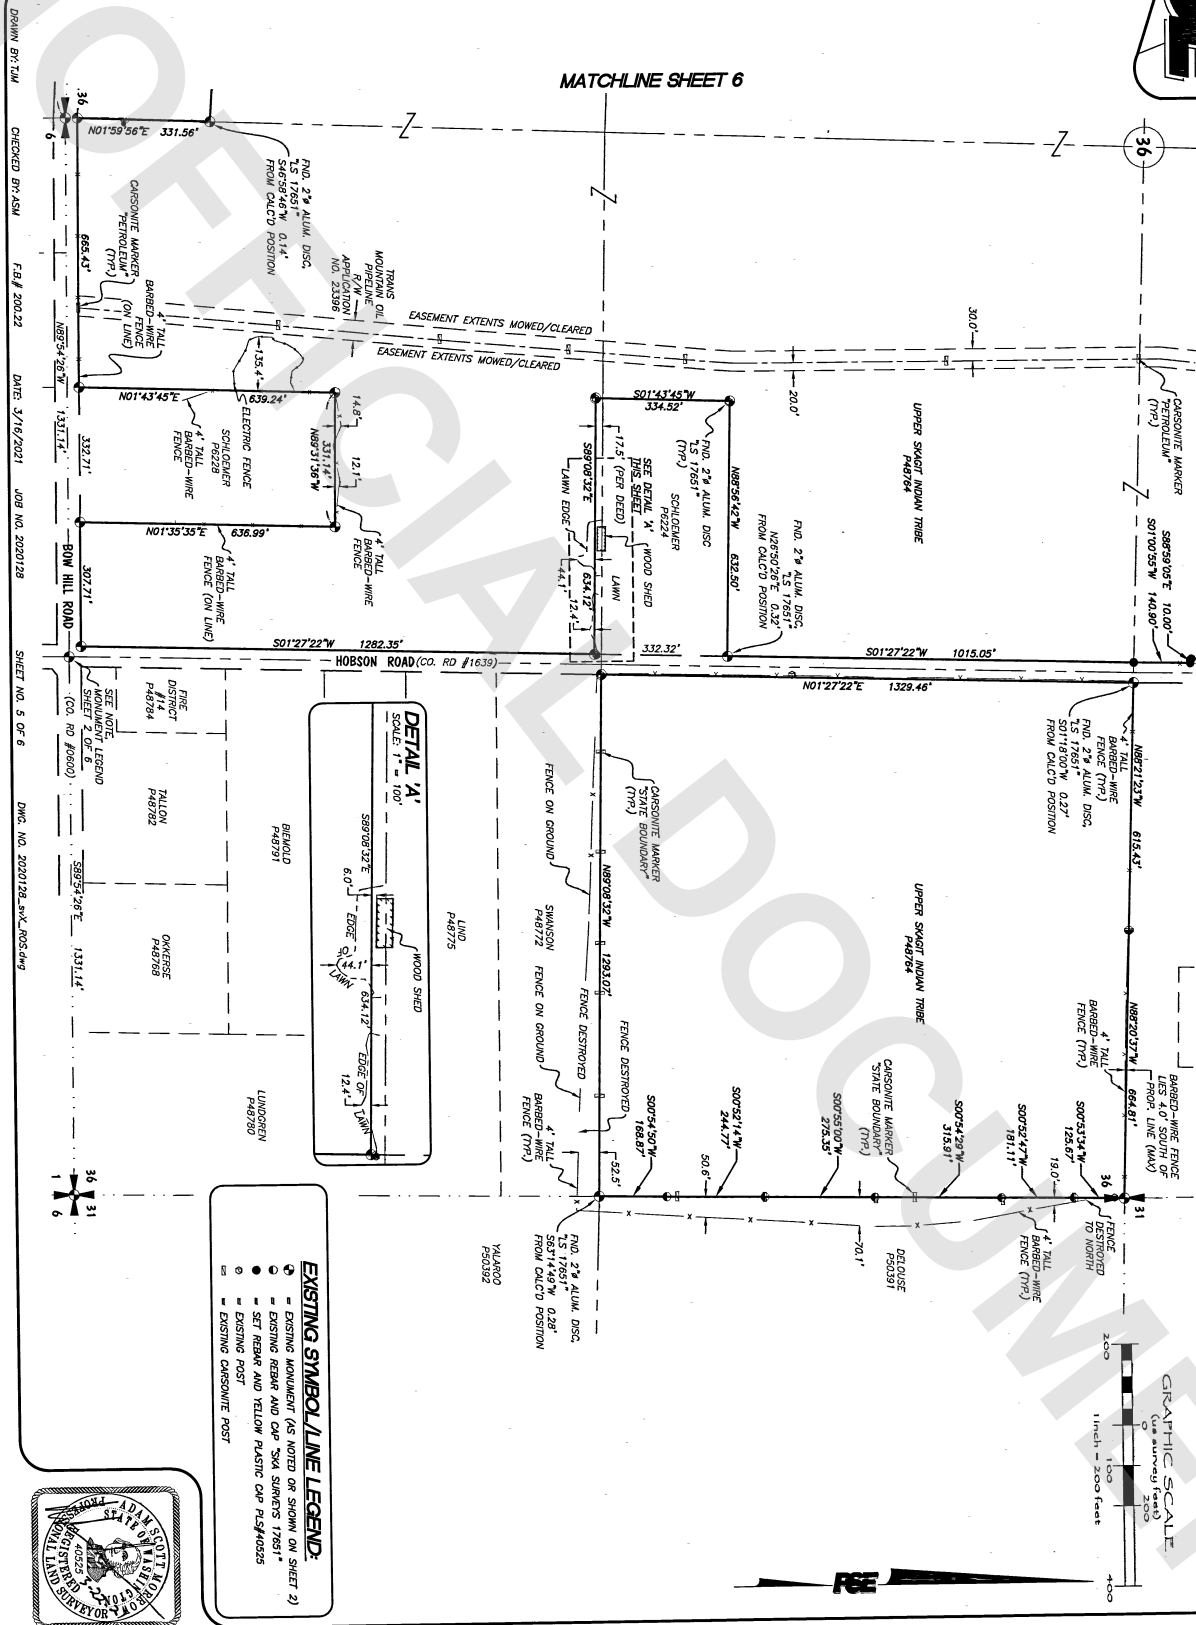 MATCHLINE SHEET 6
UNOFFICIAL DOCUMENT
36
36
6
N01°59'56"E 331.56'
FND. 2"ø ALUM. DISC,
"LS 17651"
S46°58'46"W 0.14'
FROM CALC'D POSITION
CARSONITE MARKER
"PETROLEUM"
(TYP.)
665.43'
4' TALL
BARBED-WIRE
FENCE
(ON LINE)
N89°54'26"W 1331.14'
TRANS
MOUNTAIN OIL
PIPELINE
R/W
APPLICATION
NO. 23396
EASEMENT EXTENTS MOWED/CLEARED
EASEMENT EXTENTS MOWED/CLEARED
135.4'
N01°43'45"E 639.24'
ELECTRIC FENCE
SCHLOEMER
P6228
4' TALL
BARBED-WIRE
FENCE
14.8'
N89°31'36"W
331.14'
12.1'
332.71'
N01°35'35"E 636.99'
4' TALL
BARBED-WIRE
FENCE (ON LINE)
4' TALL
BARBED-WIRE
FENCE
307.71'
BOW HILL ROAD
(CO. RD #0600)
S01°27'22"W 1282.35'
HOBSON ROAD (CO. RD #1639)
30.0'
20.0'
CARSONITE MARKER
"PETROLEUM"
(TYP.)
UPPER SKAGIT INDIAN TRIBE
P48764
S01°43'45"W
334.52'
FND. 2"ø ALUM. DISC
"LS 17651"
(TYP.)
N88°56'42"W 632.50'
SCHLOEMER
P6224
17.5' (PER DEED)
SEE DETAIL 'A'
THIS SHEET
WOOD SHED
LAWN
S89°08'32"E 634.12'
LAWN EDGE
44.1'
12.4'
FND. 2"ø ALUM. DISC,
"LS 17651"
N26°50'26"E 0.32'
FROM CALC'D POSITION
332.32'
S01°27'22"W 1015.05'
S88°59'05"E 10.00'
S01°00'55"W 140.90'
N01°27'22"E 1329.46'
4' TALL
BARBED-WIRE
FENCE (TYP.)
FND. 2"ø ALUM. DISC,
"LS 17651"
S01°18'00"W 0.27'
FROM CALC'D POSITION
N88°21'23"W 615.43'
N88°20'37"W 664.81'
BARBED-WIRE FENCE
LIES 4.0' SOUTH OF
PROP. LINE (MAX)
4' TALL
BARBED-WIRE
FENCE (TYP.)
UPPER SKAGIT INDIAN TRIBE
P48764
CARSONITE MARKER
"STATE BOUNDARY"
(TYP.)
N89°08'32"W 1293.07'
FENCE ON GROUND
SWANSON
P48772
FENCE ON GROUND
FENCE DESTROYED
FENCE DESTROYED
4' TALL
BARBED-WIRE
FENCE (TYP.)
52.5'
S00°54'50"W
168.87'
S00°52'14"W
244.77'
50.6'
S00°55'00"W
275.35'
CARSONITE MARKER
"STATE BOUNDARY"
(TYP.)
S00°54'29"W
315.91'
S00°52'47"W
181.11'
S00°53'34"W
125.67'
19.0'
36
31
FENCE
DESTROYED
TO NORTH
4' TALL
BARBED-WIRE
FENCE (TYP.)
70.1'
DELOUSE
P50391
FND. 2"ø ALUM. DISC,
"LS 17651"
S63°14'49"W 0.28'
FROM CALC'D POSITION
YALAROO
P50392
LIND
P48775
FIRE
DISTRICT
#14
P48784
SEE NOTE,
MONUMENT LEGEND
SHEET 2 OF 6
TALLON
P48782
BIEMOLD
P48791
OKKERSE
P48768
LUNDGREN
P48780
S89°54'26"E 1331.14'
36
31
1
6
DETAIL 'A'
SCALE: 1" = 100'
S89°08'32"E
6.0'
WOOD SHED
EDGE
OF
LAWN
44.1'
634.12'
EDGE OF
LAWN
12.4'
EXISTING SYMBOL/LINE LEGEND:
= EXISTING MONUMENT (AS NOTED OR SHOWN ON SHEET 2)
= EXISTING REBAR AND CAP "SKA SURVEYS 17651"
= SET REBAR AND YELLOW PLASTIC CAP PLS#40525
= EXISTING POST
= EXISTING CARSONITE POST
GRAPHIC SCALE
(us survey feet)
200 0 100 200 400
1 inch = 200 feet
PSE
ADAM SCOTT MORROW
STATE OF WASHINGTON
40525
REGISTERED
PROFESSIONAL LAND SURVEYOR
DRAWN BY: TJM
CHECKED BY: ASM
F.B.# 200.22
DATE: 3/16/2021
JOB NO. 2020128
SHEET NO. 5 OF 6
DWG. NO. 2020128_svX_ROS.dwg